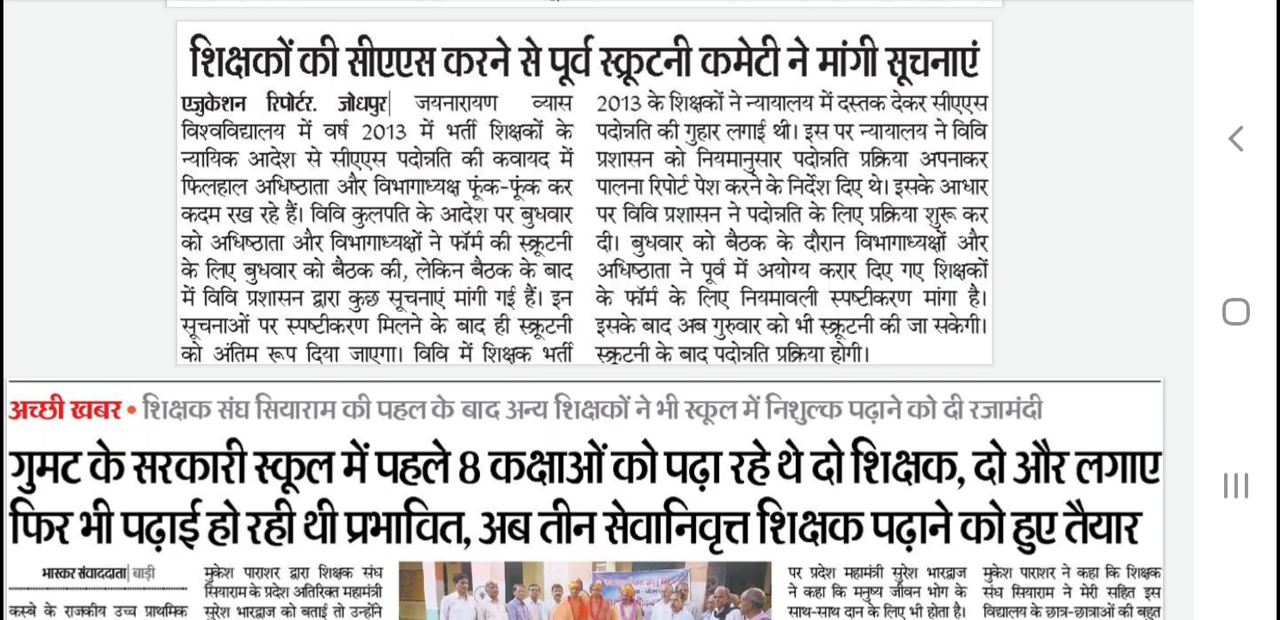 शिक्षकों की सीएएस करने से पूर्व स्क्रूटनी कमेटी ने मांगी सूचनाएं
एजुकेशन रिपोर्टर. जोधपुर| जयनारायण व्यास
विश्वविद्यालय में वर्ष 2013 में भर्ती शिक्षकों के
न्यायिक आदेश से सीएएस पदोन्नति की कवायद में
फिलहाल अधिष्ठाता और विभागाध्यक्ष फूंक-फूंक कर
कदम रख रहे हैं। विवि कुलपति के आदेश पर बुधवार
को अधिष्ठाता और विभागाध्यक्षों ने फॉर्म की स्क्रूटनी
के लिए बुधवार को बैठक की, लेकिन बैठक के बाद
में विवि प्रशासन द्वारा कुछ सूचनाएं मांगी गई हैं। इन
सूचनाओं पर स्पष्टीकरण मिलने के बाद ही स्क्रूटनी
को अंतिम रूप दिया जाएगा। विवि में शिक्षक भर्ती
2013 के शिक्षकों ने न्यायालय में दस्तक देकर सीएएस
पदोन्नति की गुहार लगाई थी। इस पर न्यायालय ने विवि
प्रशासन को नियमानुसार पदोन्नति प्रक्रिया अपनाकर
पालना रिपोर्ट पेश करने के निर्देश दिए थे। इसके आधार
पर विवि प्रशासन ने पदोन्नति के लिए प्रक्रिया शुरू कर
दी। बुधवार को बैठक के दौरान विभागाध्यक्षों और
अधिष्ठाता ने पूर्व में अयोग्य करार दिए गए शिक्षकों
के फॉर्म के लिए नियमावली स्पष्टीकरण मांगा है।
इसके बाद अब गुरुवार को भी स्क्रूटनी की जा सकेगी।
स्क्रूटनी के बाद पदोन्नति प्रक्रिया होगी।
अच्छी खबर • शिक्षक संघ सियाराम की पहल के बाद अन्य शिक्षकों ने भी स्कूल में निशुल्क पढ़ाने को दी रजामंदी
गुमट के सरकारी स्कूल में पहले 8 कक्षाओं को पढ़ा रहे थे दो शिक्षक, दो और लगाए
फिर भी पढ़ाई हो रही थी प्रभावित, अब तीन सेवानिवृत्त शिक्षक पढ़ाने को हुए तैयार
भास्कर संवाददाता| बाड़ी
कस्बे के राजकीय उच्च प्राथमिक
मुकेश पाराशर द्वारा शिक्षक संघ
सियाराम के प्रदेश अतिरिक्त महामंत्री
सुरेश भारद्वाज को बताई तो उन्होंने
पर प्रदेश महामंत्री सुरेश भारद्वाज
ने कहा कि मनुष्य जीवन भोग के
साथ-साथ दान के लिए भी होता है।
मुकेश पाराशर ने कहा कि शिक्षक
संघ सियाराम ने मेरी सहित इस
विद्यालय के छात्र-छात्राओं की बहुत